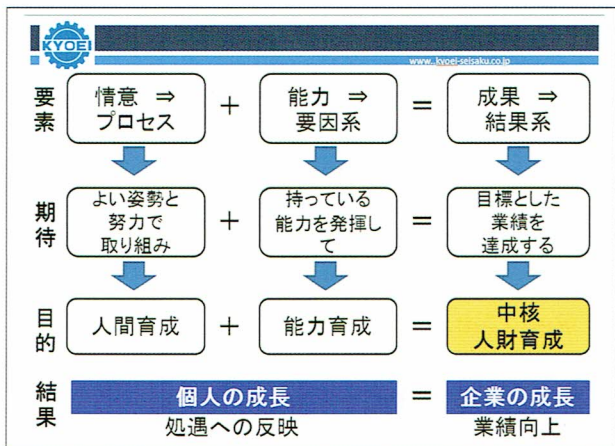 KYOEI
www.kyoei-seisaku.co.jp
要素
情意 ⇒
プロセス
+
能力 ⇒
要因系
=
成果 ⇒
結果系
期待
よい姿勢と
努力で
取り組み
+
持っている
能力を発揮し
て
=
目標とした
業績を
達成する
目的
人間育成
+
能力育成
=
中核
人財育成
結果
個人の成長
=
企業の成長
処遇への反映
業績向上